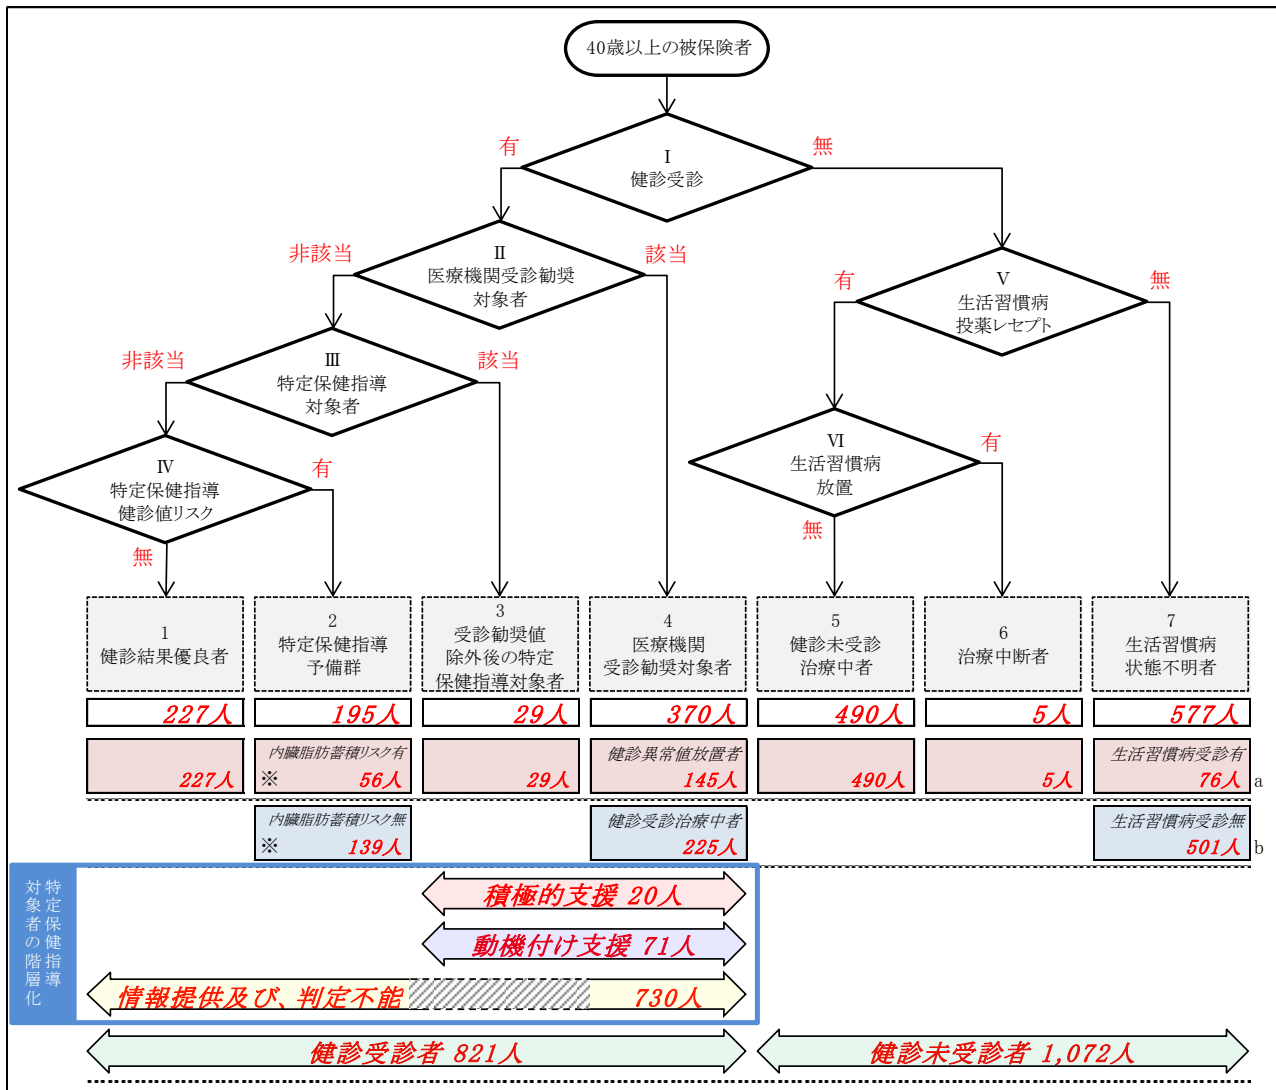 40歳以上の被保険者
Ⅰ
健診受診
有
無
Ⅱ
医療機関受診勧奨
対象者
非該当
該当
Ⅴ
生活習慣病
投薬レセプト
有
無
Ⅲ
特定保健指導
対象者
非該当
該当
Ⅵ
生活習慣病
放置
有
無
Ⅳ
特定保健指導
健診値リスク
有
無
1
健診結果優良者
2
特定保健指導
予備群
3
受診勧奨値
除外後の特定
保健指導対象者
4
医療機関
受診勧奨対象者
5
健診未受診
治療中者
6
治療中断者
7
生活習慣病
状態不明者
227人
195人
29人
370人
490人
5人
577人
227人
内臓脂肪蓄積リスク有
※ 56人
29人
健診異常値放置者
145人
490人
5人
生活習慣病受診有
76人
a
内臓脂肪蓄積リスク無
※ 139人
健診受診治療中者
225人
生活習慣病受診無
501人
b
特定保健指導
対象者の階層化
積極的支援 20人
動機付け支援 71人
情報提供及び、判定不能 730人
健診受診者 821人
健診未受診者 1,072人